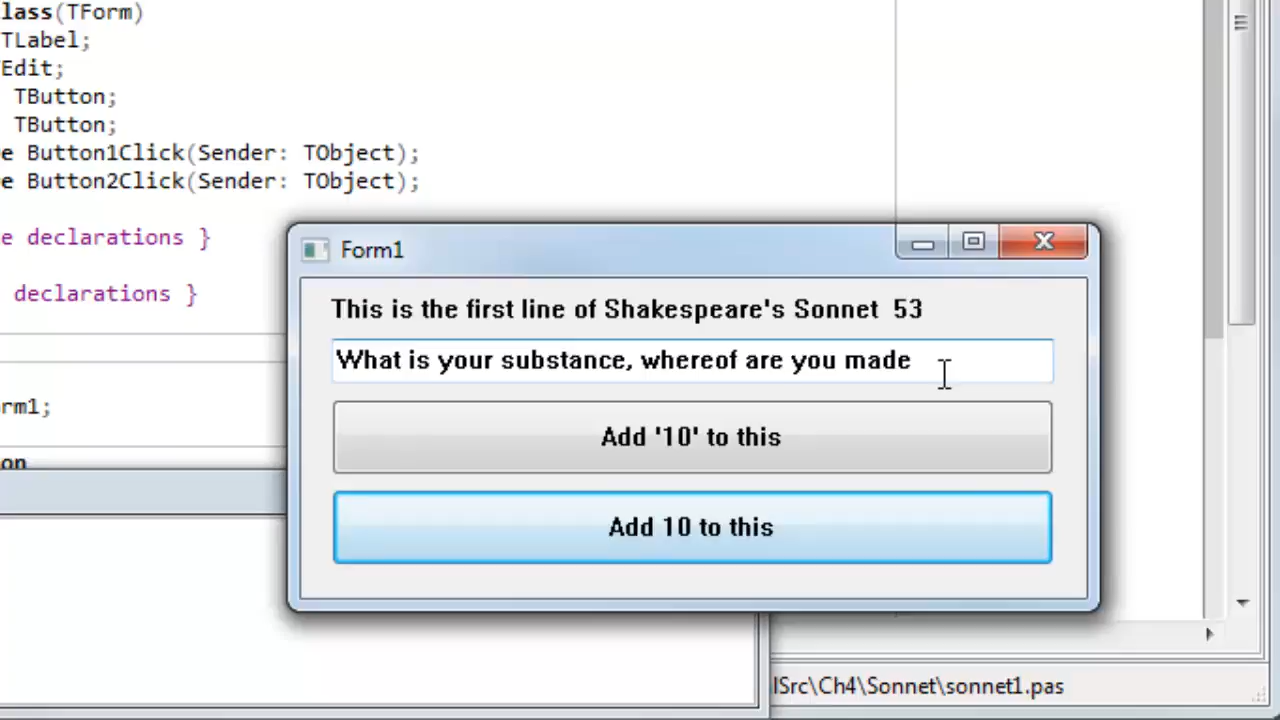 lass(TForm)
TLabel;
Edit;
TButton;
TButton;
e Button1Click(Sender: TObject);
e Button2Click(Sender: TObject);
e declarations }
declarations }
rm1;
on
Form1
This is the first line of Shakespeare's Sonnet 53
What is your substance, whereof are you made
Add '10' to this
Add 10 to this
lSrc\Ch4\Sonnet\sonnet1.pas